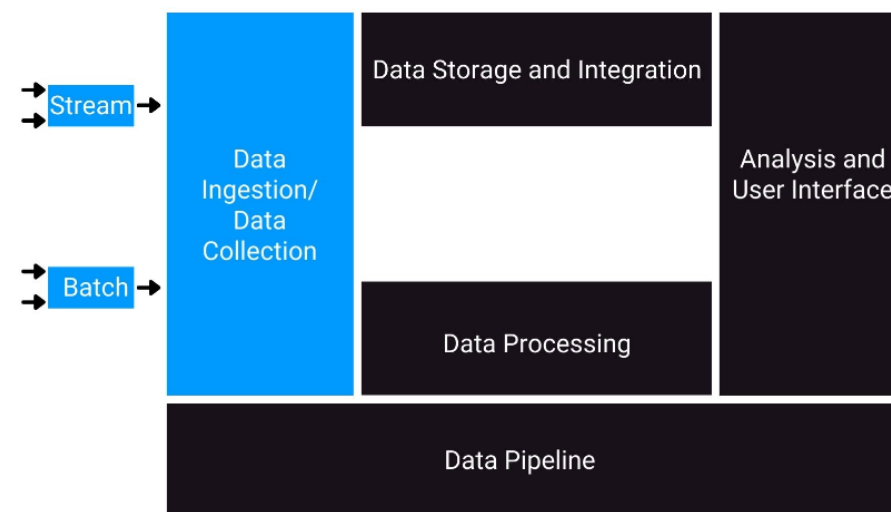 Stream
Batch
Data
Ingestion/
Data
Collection
Data Storage and Integration
Data Processing
Analysis and
User Interface
Data Pipeline